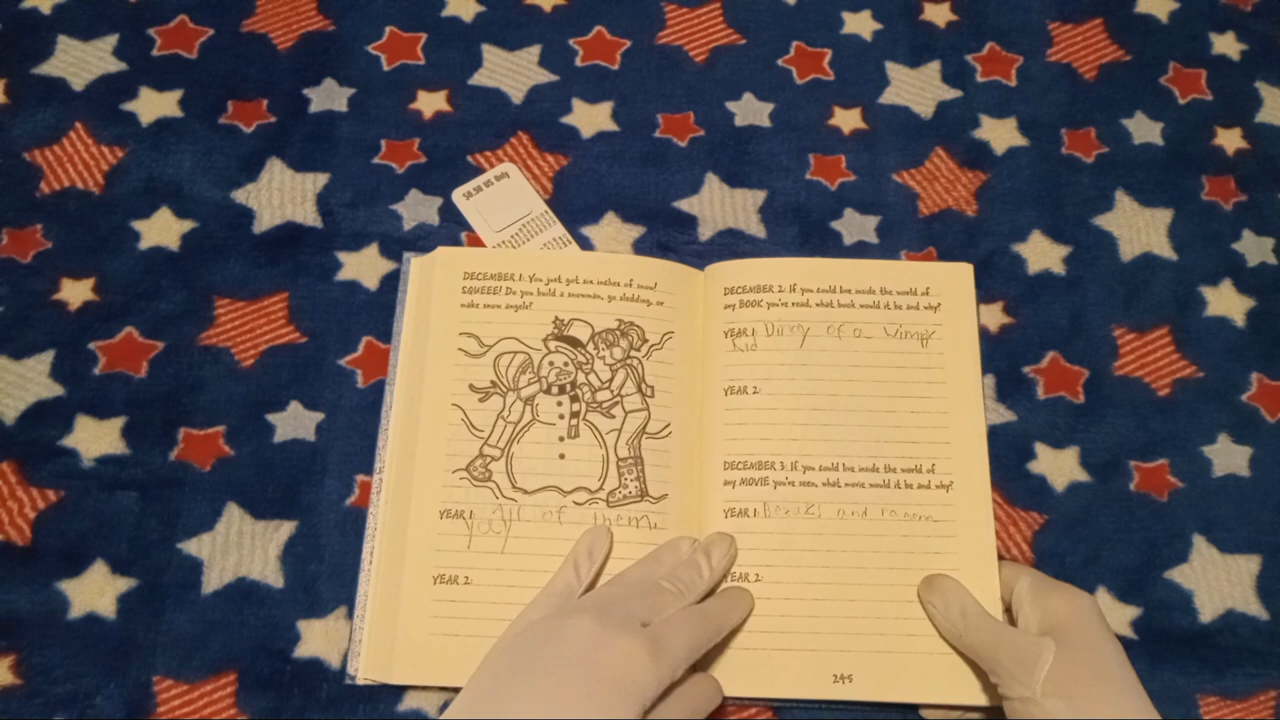 $8.50 US Only
DECEMBER 1: You just got six inches of snow!
SQUEEE! Do you build a snowman, go sledding, or
make snow angels?
YEAR 1: All of them,
yay
YEAR 2:
DECEMBER 2: If you could live inside the world of
any BOOK you've read, what book would it be and why?
YEAR 1: Diray of a Wimpy
Kid
YEAR 2:
DECEMBER 3: If you could live inside the world of
any MOVIE you've seen, what movie would it be and why?
YEAR 1: and ramona
YEAR 2:
245